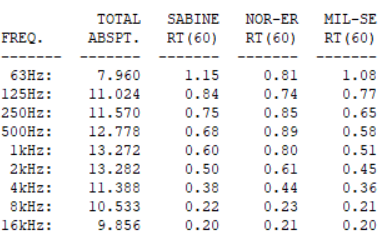 TOTAL SABINE NOR-ER MIL-SE
FREQ. ABSPT. RT(60) RT(60) RT(60)
------- ------- ------- ------- -------
63Hz: 7.960 1.15 0.81 1.08
125Hz: 11.024 0.84 0.74 0.77
250Hz: 11.570 0.75 0.85 0.65
500Hz: 12.778 0.68 0.89 0.58
1kHz: 13.272 0.60 0.80 0.51
2kHz: 13.282 0.50 0.61 0.45
4kHz: 11.388 0.38 0.44 0.36
8kHz: 10.533 0.22 0.23 0.21
16kHz: 9.856 0.20 0.21 0.20